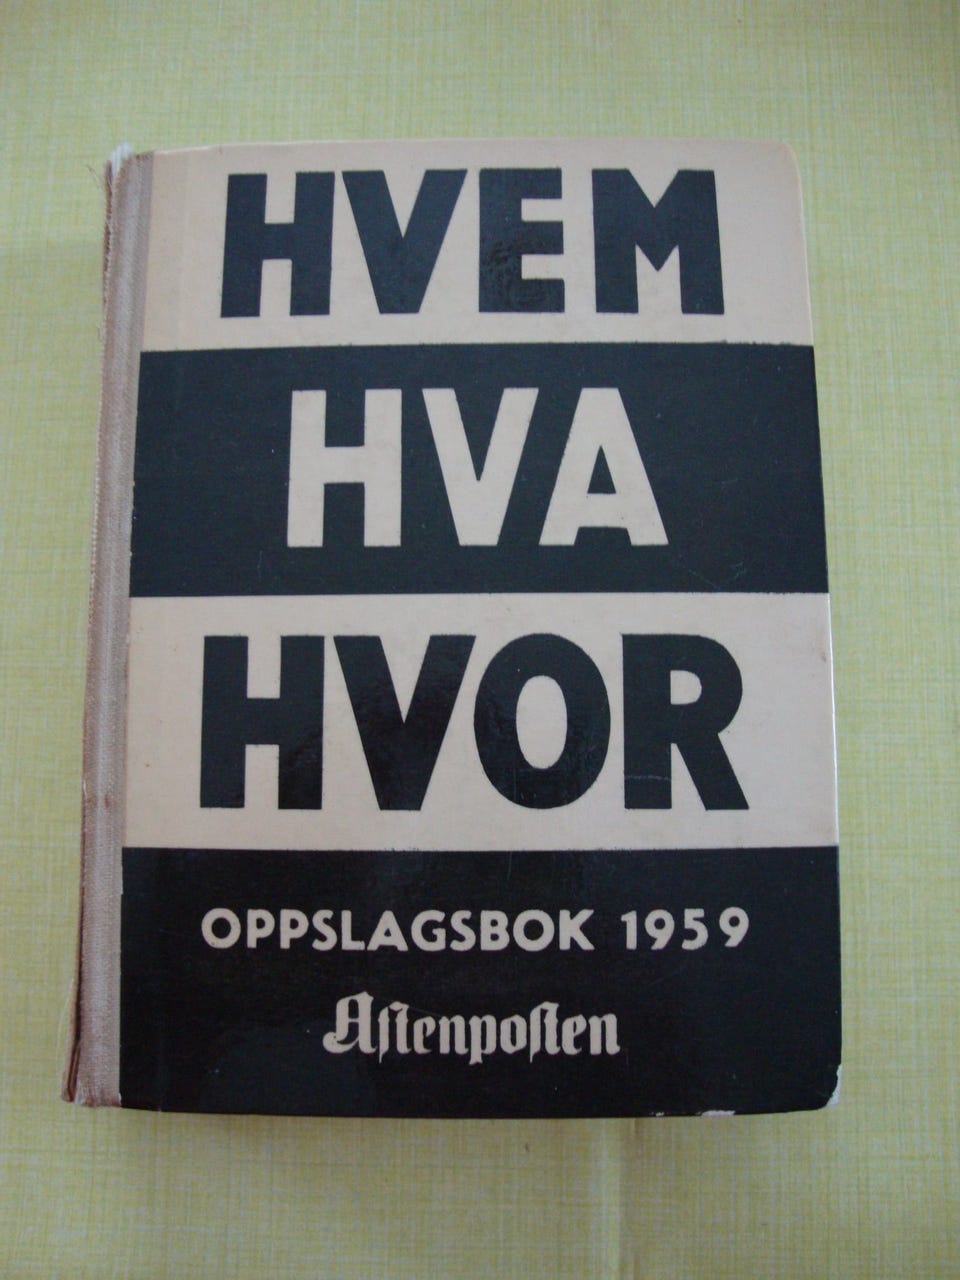 HVEM
HVA
HVOR
OPPSLAGSBOK 1959
Aftenposten